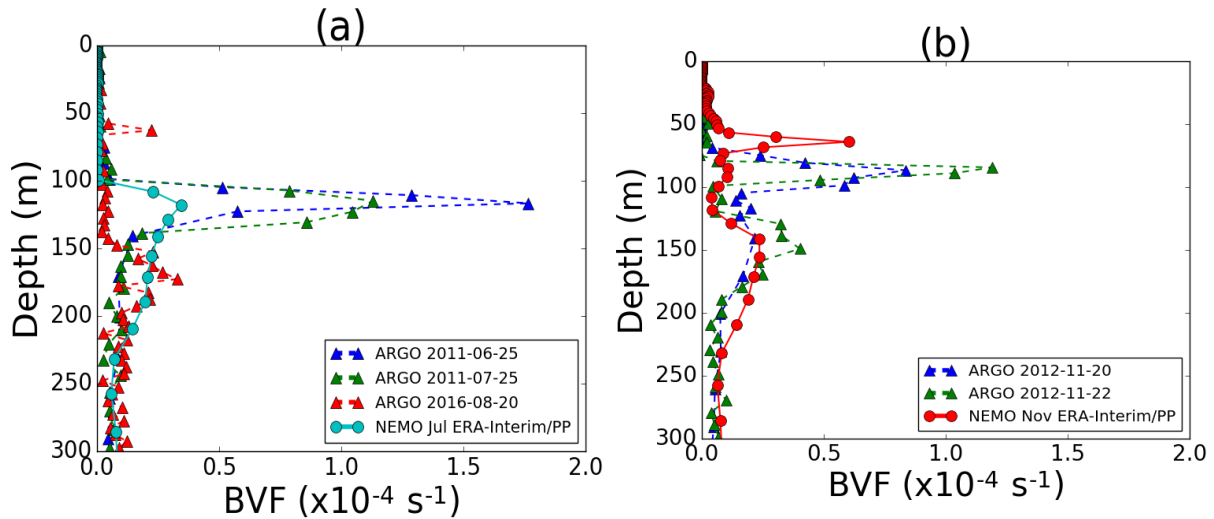 (a)
0
50
100
150
200
250
300
Depth (m)
0.0 0.5 1.0 1.5 2.0
BVF (x10⁻⁴ s⁻¹)
ARGO 2011-06-25
ARGO 2011-07-25
ARGO 2016-08-20
NEMO Jul ERA-Interim/PP
(b)
0
50
100
150
200
250
300
Depth (m)
0.0 0.5 1.0 1.5 2.0
BVF (x10⁻⁴ s⁻¹)
ARGO 2012-11-20
ARGO 2012-11-22
NEMO Nov ERA-Interim/PP